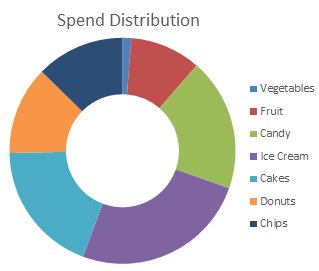 Spend Distribution
Vegetables
Fruit
Candy
Ice Cream
Cakes
Donuts
Chips